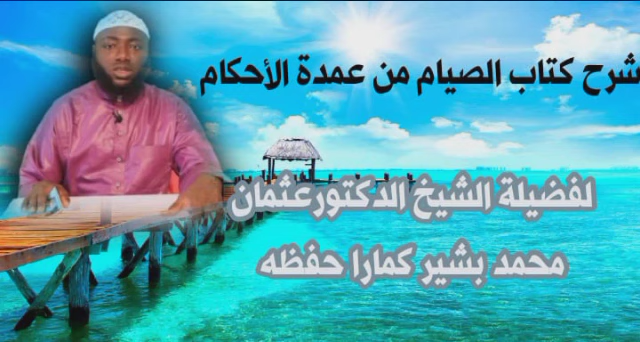 شرح كتاب الصيام من عمدة الأحكام
لفضيلة الشيخ الدكتورعثمان
محمد بشير كمارا حفظه